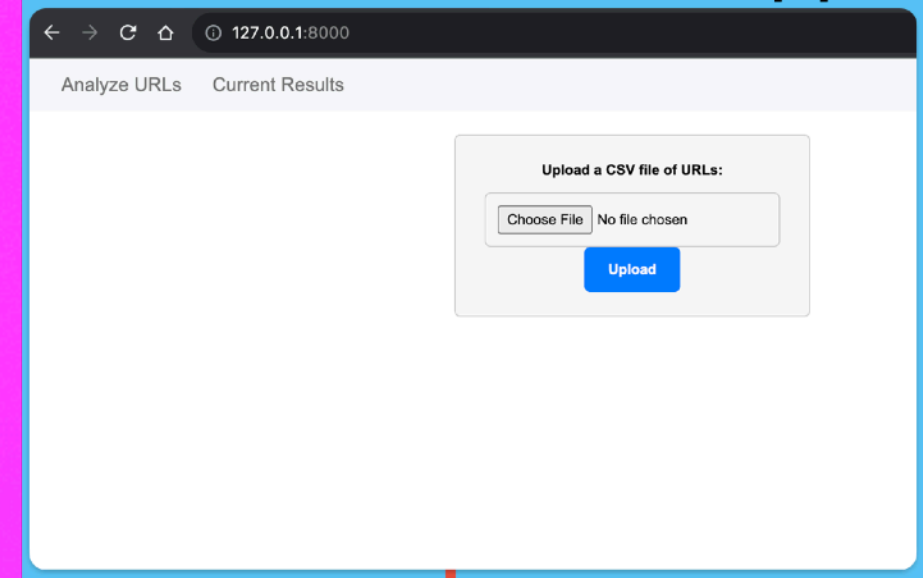 127.0.0.1:8000
Analyze URLs Current Results
Upload a CSV file of URLs:
Choose File No file chosen
Upload